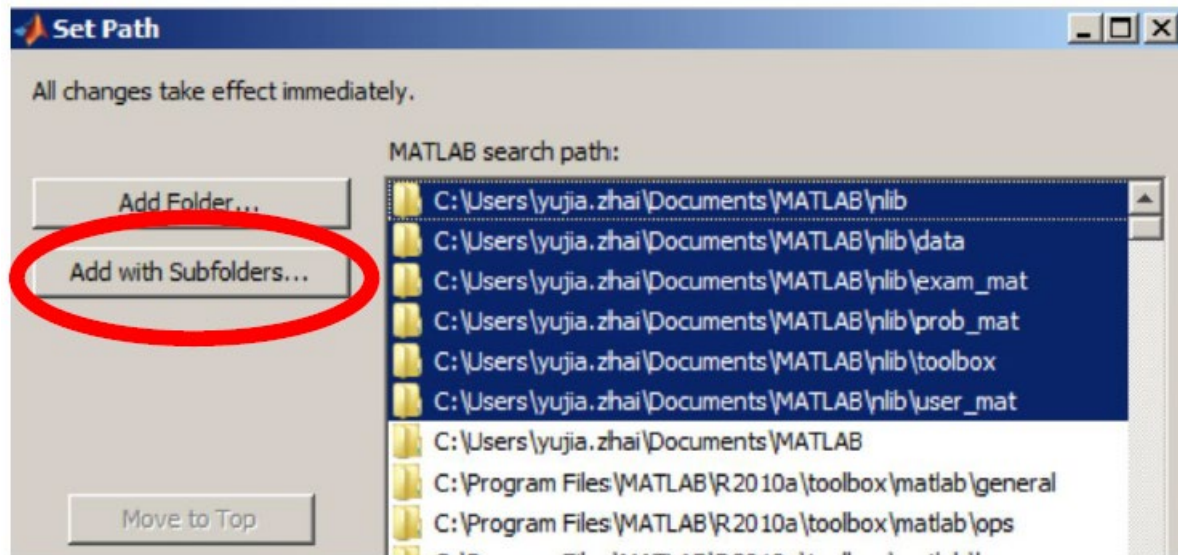 Set Path
All changes take effect immediately.
MATLAB search path:
Add Folder...
Add with Subfolders...
Move to Top
C:\Users\yujia.zhai\Documents\MATLAB\nlib
C:\Users\yujia.zhai\Documents\MATLAB\nlib\data
C:\Users\yujia.zhai\Documents\MATLAB\nlib\exam_mat
C:\Users\yujia.zhai\Documents\MATLAB\nlib\prob_mat
C:\Users\yujia.zhai\Documents\MATLAB\nlib\toolbox
C:\Users\yujia.zhai\Documents\MATLAB\nlib\user_mat
C:\Users\yujia.zhai\Documents\MATLAB
C:\Program Files\MATLAB\R2010a\toolbox\matlab\general
C:\Program Files\MATLAB\R2010a\toolbox\matlab\ops